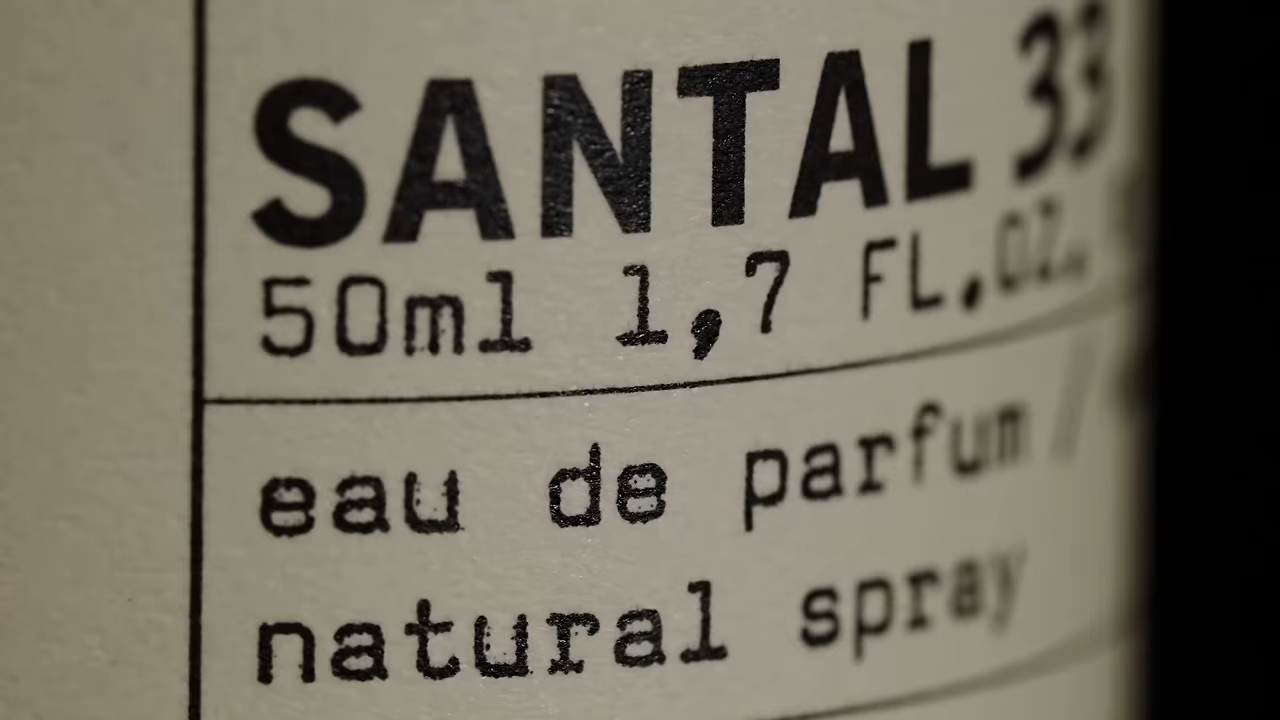 SANTAL 33
50ml 1,7 FL.OZ.
eau de parfum /
natural spray